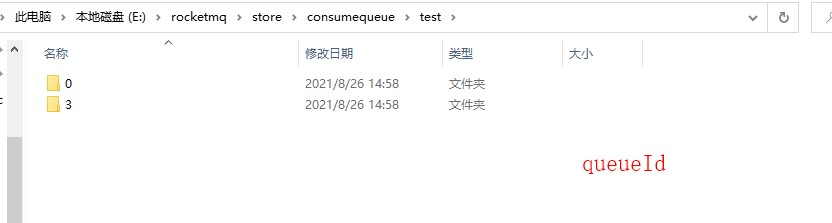 此电脑 > 本地磁盘 (E:) > rocketmq > store > consumequeue > test >
名称 修改日期 类型 大小
0 2021/8/26 14:58 文件夹
3 2021/8/26 14:58 文件夹
queueId